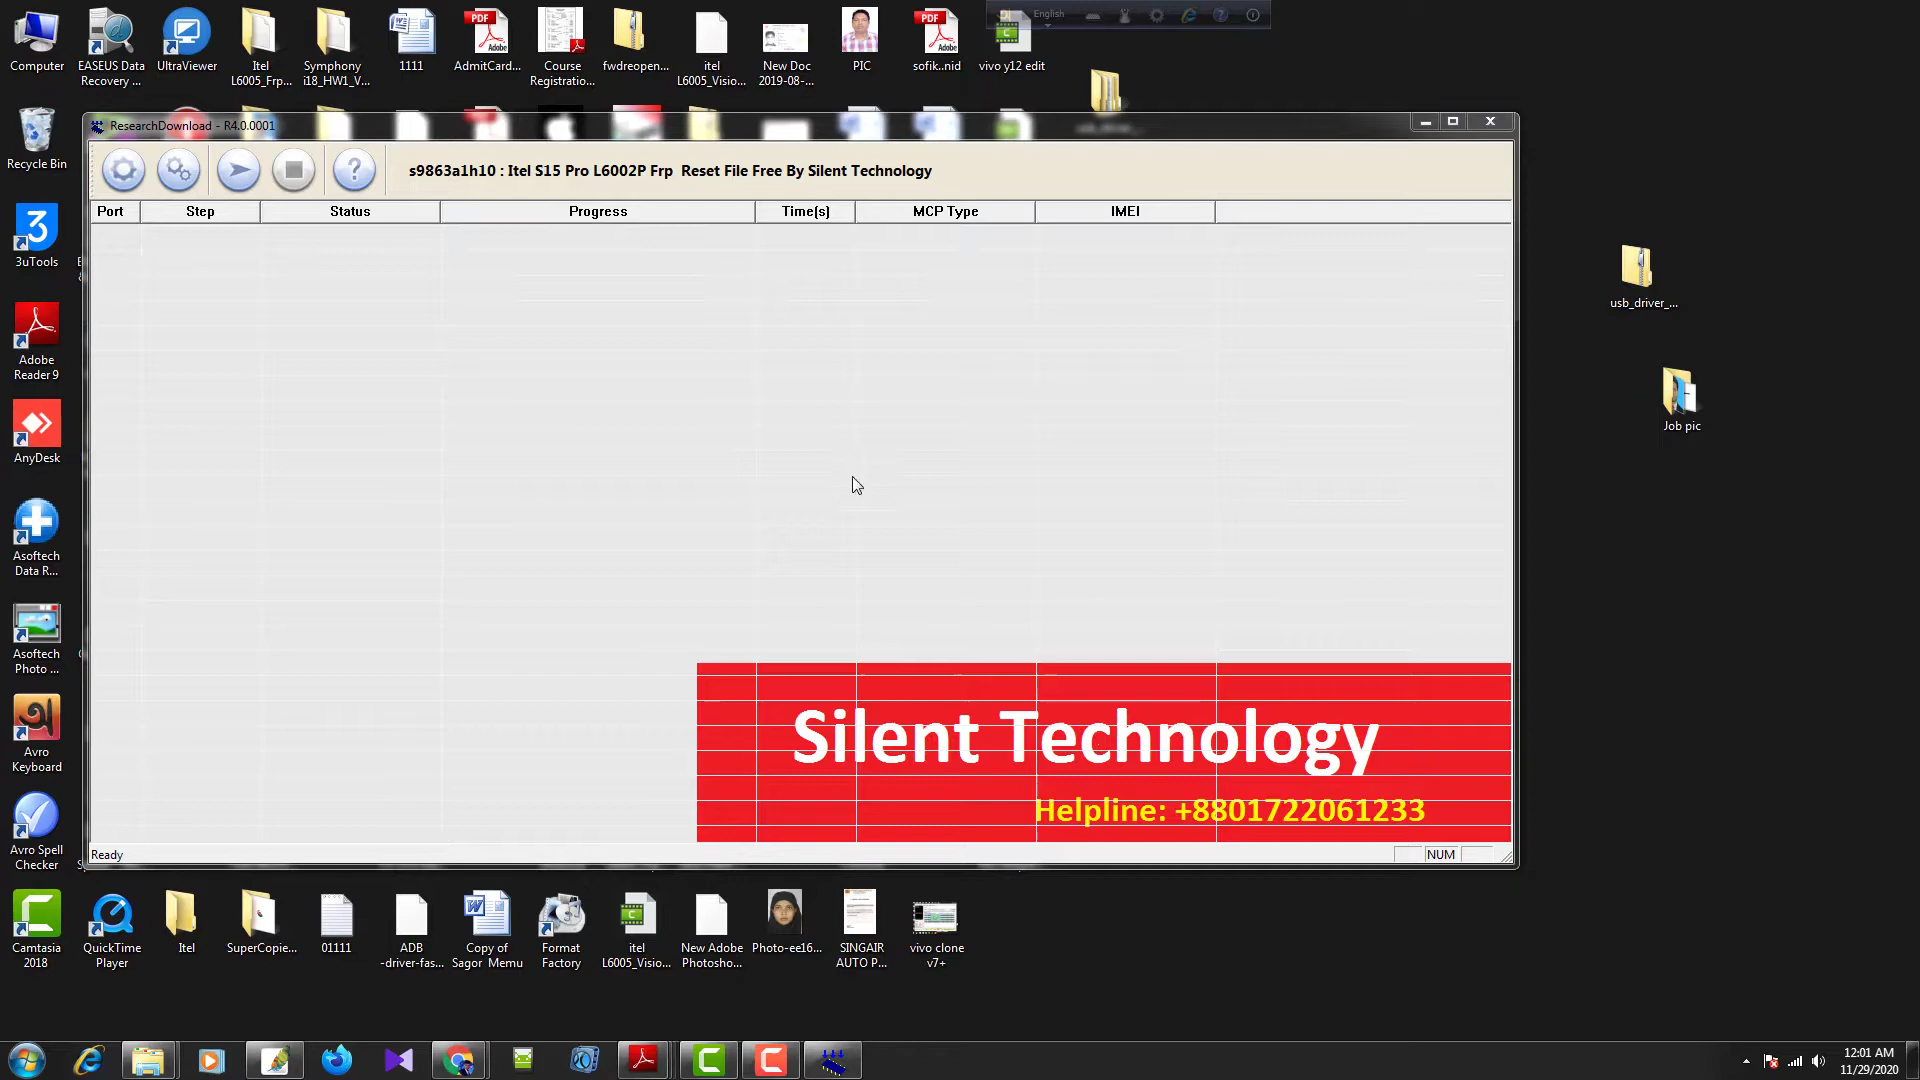 Computer
EASEUS Data
Recovery ...
UltraViewer
Itel
L6005_Frp...
Symphony
i18_HW1_V...
1111
AdmitCard...
Course
Registratio...
fwdreopen...
itel
L6005_Visio...
New Doc
2019-08-...
PIC
sofik..nid
vivo y12 edit
English
Recycle Bin
3uTools
Adobe
Reader 9
AnyDesk
Asoftech
Data R...
Asoftech
Photo ...
Avro
Keyboard
Avro Spell
Checker
ResearchDownload - R4.0.0001
s9863a1h10 : Itel S15 Pro L6002P Frp  Reset File Free By Silent Technology
Port Step Status Progress Time(s) MCP Type IMEI
Silent Technology
Helpline: +8801722061233
Ready
NUM
usb_driver_...
Job pic
Camtasia
2018
QuickTime
Player
Itel
SuperCopie...
01111
ADB
-driver-fas...
Copy of
Sagor Memu
Format
Factory
itel
L6005_Visio...
New Adobe
Photosho...
Photo-ee16...
SINGAIR
AUTO P...
vivo clone
v7+
12:01 AM
11/29/2020